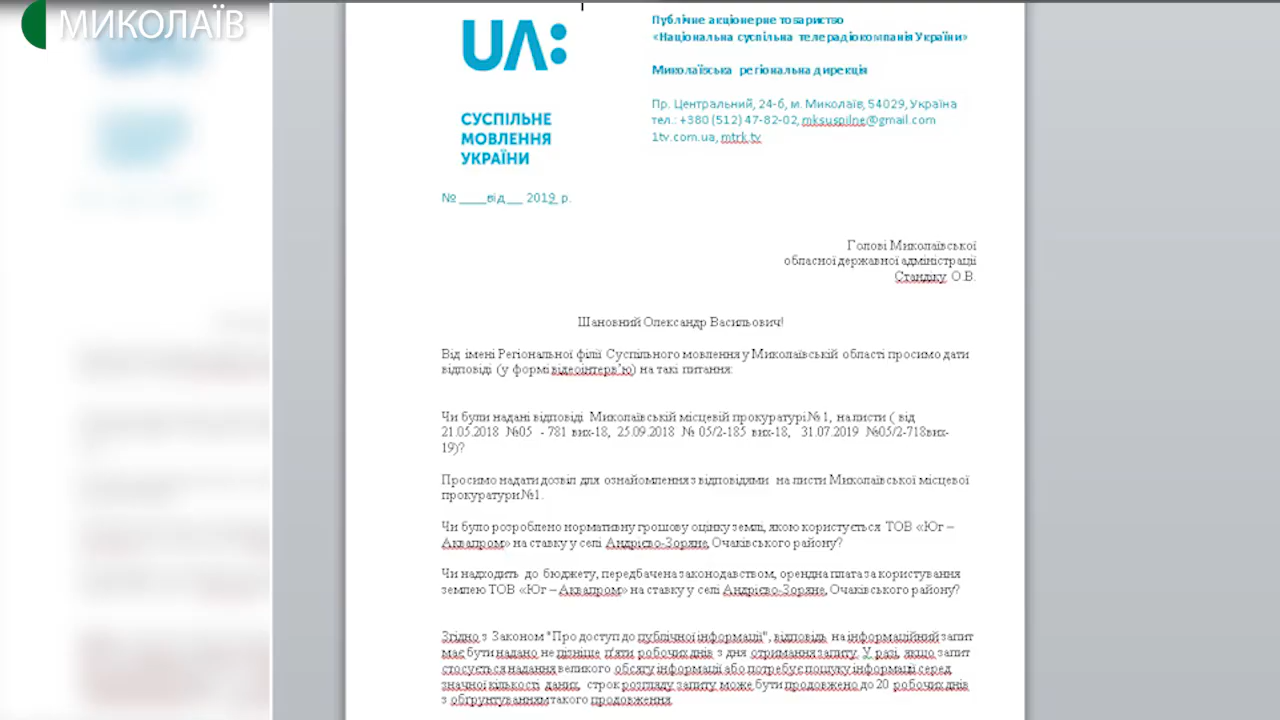 МИКОЛАЇВ
UA:
СУСПІЛЬНЕ
МОВЛЕННЯ
УКРАЇНИ
Публічне акціонерне товариство
«Національна суспільна телерадіокомпанія України»
Миколаївська регіональна дирекція
Пр. Центральний, 24-б, м. Миколаїв, 54029, Україна
тел.: +380 (512) 47-82-02, mksuspilne@gmail.com
1tv.com.ua, mtrk.tv
№ ____від__ 2019_р.
Голові Миколаївської
обласної державної адміністрації
Стадніку О.В.
Шановний Олександр Васильович!
Від імені Регіональної філії Суспільного мовлення у Миколаївській області просимо дати
відповіді (у формі відеоінтерв'ю) на такі питання:
Чи були надані відповіді Миколаївській місцевій прокуратурі № 1, на листи ( від
21.05.2018 №05 - 781 вих-18, 25.09.2018 № 05/2-185 вих-18, 31.07.2019 №05/2-718вих-
19)?
Просимо надати дозвіл для ознайомлення з відповідями на листи Миколаївської місцевої
прокуратури №1.
Чи було розроблено нормативну грошову оцінку землі, якою користується ТОВ «Юг –
Аквапром» на ставку у селі Андрієво-Зоряне, Очаківського району?
Чи надходить до бюджету, передбачена законодавством, орендна плата за користування
землею ТОВ «Юг – Аквапром» на ставку у селі Андрієво-Зоряне, Очаківського району?
Згідно з Законом "Про доступ до публічної інформації", відповідь на інформаційний запит
має бути надано не пізніше п'яти робочих днів з дня отримання запиту. У разі, якщо запит
стосується надання великого обсягу інформації або потребує пошуку інформації серед
значної кількості даних, строк розгляду запиту може бути продовжено до 20 робочих днів
з обґрунтуванням такого продовження.